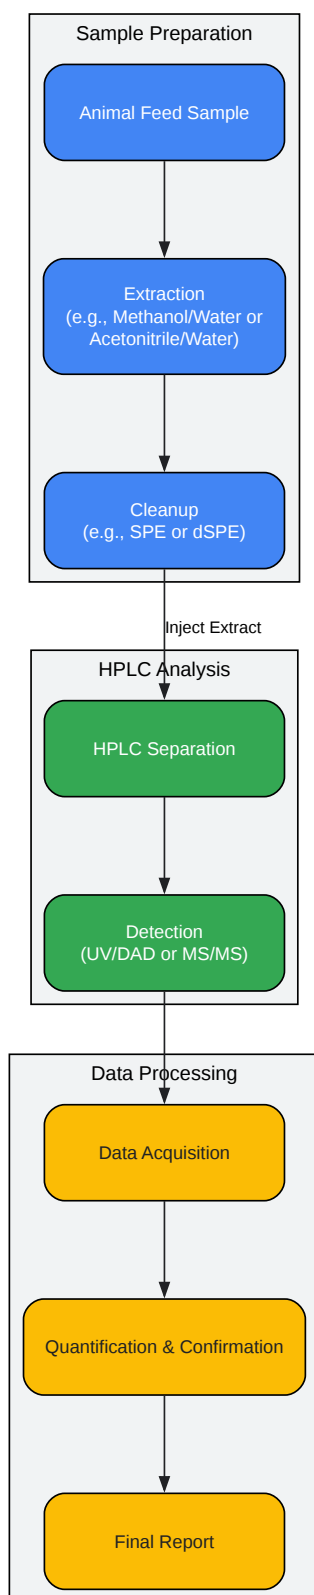 Sample Preparation
Animal Feed Sample
Extraction
(e.g., Methanol/Water or
Acetonitrile/Water)
Cleanup
(e.g., SPE or dSPE)
Inject Extract
HPLC Analysis
HPLC Separation
Detection
(UV/DAD or MS/MS)
Data Processing
Data Acquisition
Quantification & Confirmation
Final Report